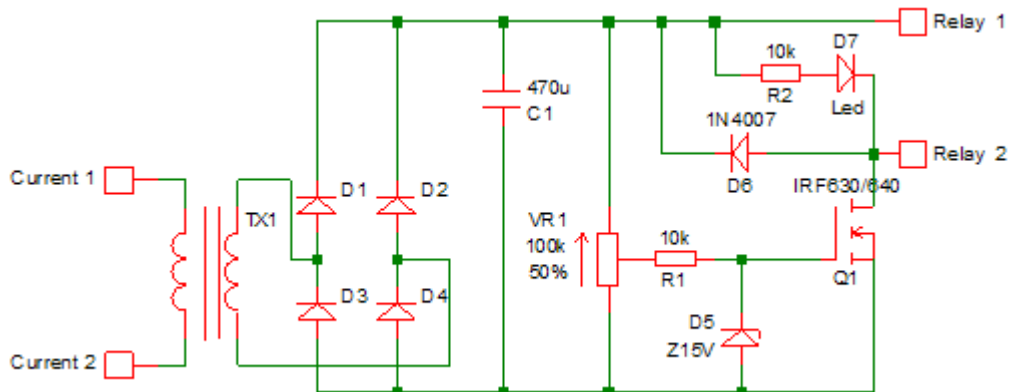 Relay 1
D7
10k
R2
Led
470u
C1
1N4007
D6
Relay 2
IRF630/640
Current 1
TX1
D1
D2
VR1
100k
50%
10k
R1
Q1
D3
D4
D5
Z15V
Current 2